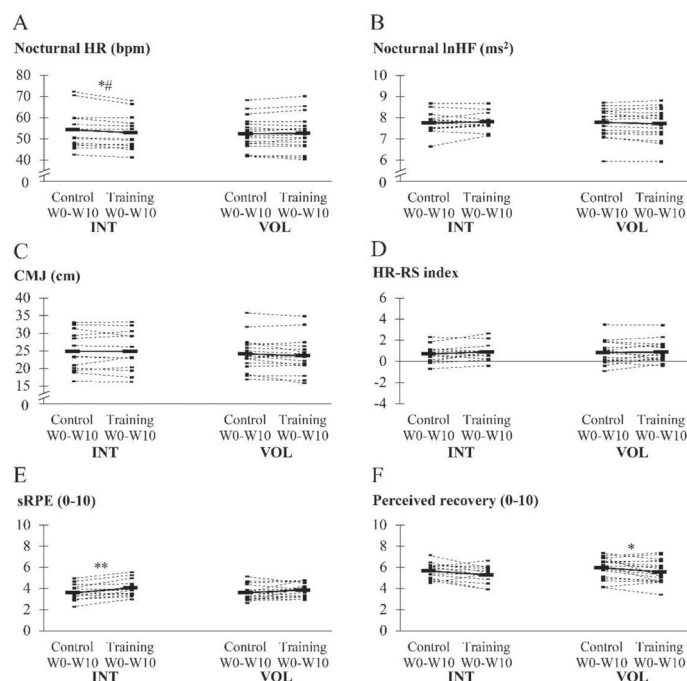 A
Nocturnal HR (bpm)
80
70
60
50
40
0
*#
Control Training Control Training
W0-W10 W0-W10 W0-W10 W0-W10
INT VOL
B
Nocturnal lnHF (ms²)
10
9
8
7
6
0
Control Training Control Training
W0-W10 W0-W10 W0-W10 W0-W10
INT VOL
C
CMJ (cm)
40
35
30
25
20
15
0
Control Training Control Training
W0-W10 W0-W10 W0-W10 W0-W10
INT VOL
D
HR-RS index
6
4
2
0
-2
-4
Control Training Control Training
W0-W10 W0-W10 W0-W10 W0-W10
INT VOL
E
sRPE (0-10)
10
8
6
4
2
0
**
Control Training Control Training
W0-W10 W0-W10 W0-W10 W0-W10
INT VOL
F
Perceived recovery (0-10)
10
8
6
4
2
0
*
Control Training Control Training
W0-W10 W0-W10 W0-W10 W0-W10
INT VOL